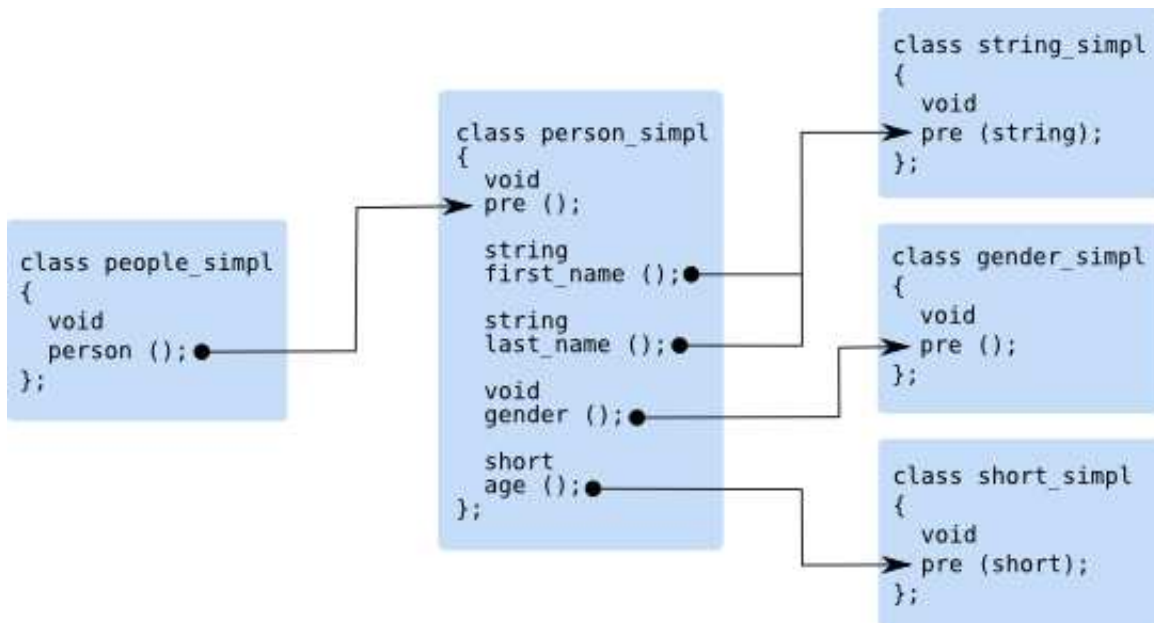 class people_simpl
{
void
person ();
};
class person_simpl
{
void
pre ();
string
first_name ();
string
last_name ();
void
gender ();
short
age ();
};
class string_simpl
{
void
pre (string);
};
class gender_simpl
{
void
pre ();
};
class short_simpl
{
void
pre (short);
};